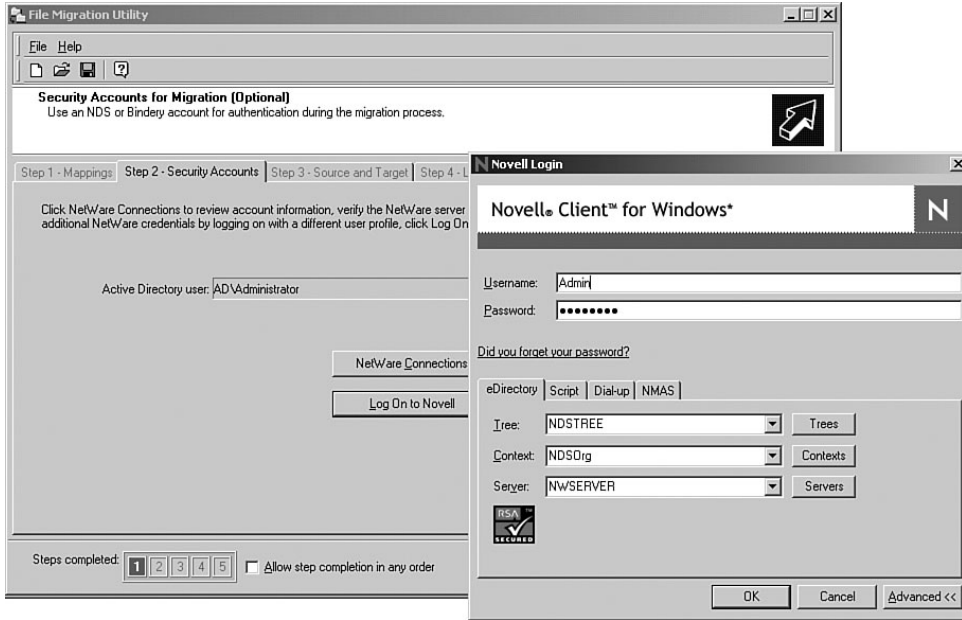 File Migration Utility
File Help
Security Accounts for Migration (Optional)
Use an NDS or Bindery account for authentication during the migration process.
Step 1 - Mappings Step 2 - Security Accounts Step 3 - Source and Target Step 4 - L
Click NetWare Connections to review account information, verify the NetWare server
additional NetWare credentials by logging on with a different user profile, click Log On
Active Directory user: AD\Administrator
NetWare Connections
Log On to Novell
Steps completed: 1 2 3 4 5 Allow step completion in any order
N Novell Login
Novell® Client™ for Windows*
N
Username: Admin
Password: ••••••••
Did you forget your password?
eDirectory Script Dial-up NMAS
Tree: NDSTREE Trees
Context: NDSOrg Contexts
Server: NWSERVER Servers
RSA™
SECURED
OK Cancel Advanced <<